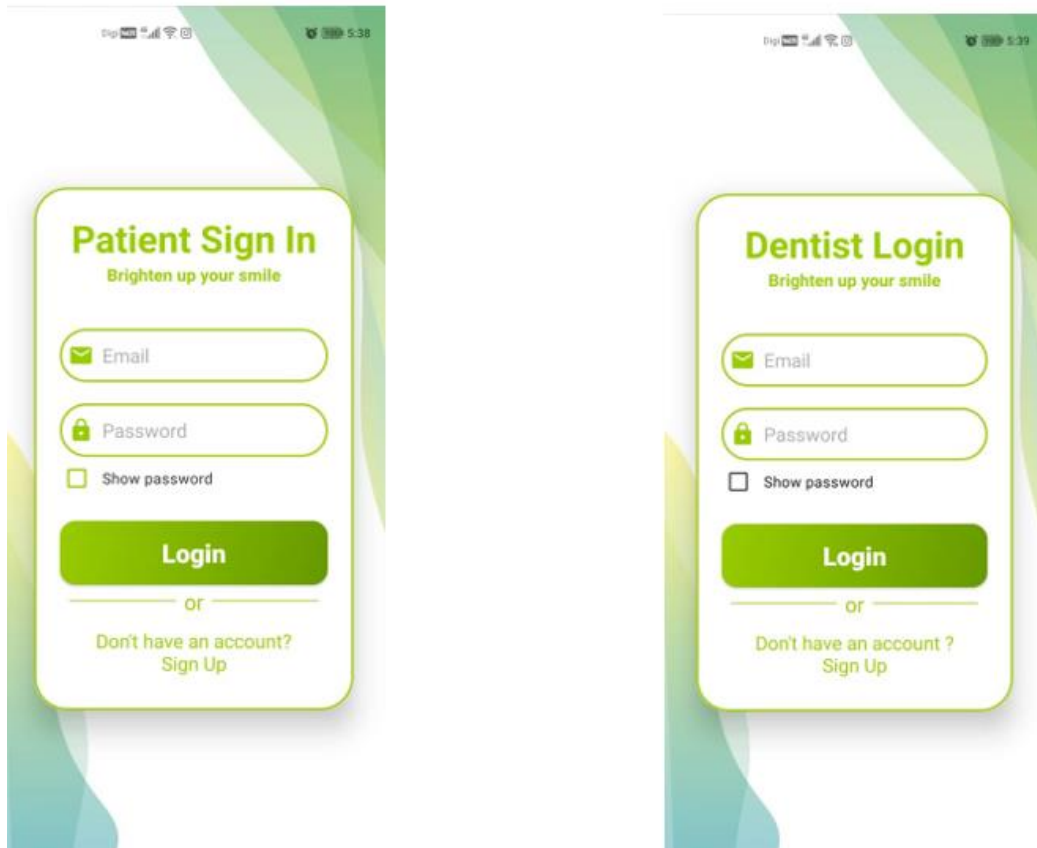 Digi 5:38
Patient Sign In
Brighten up your smile
Email
Password
Show password
Login
or
Don't have an account?
Sign Up
Digi 5:39
Dentist Login
Brighten up your smile
Email
Password
Show password
Login
or
Don't have an account ?
Sign Up